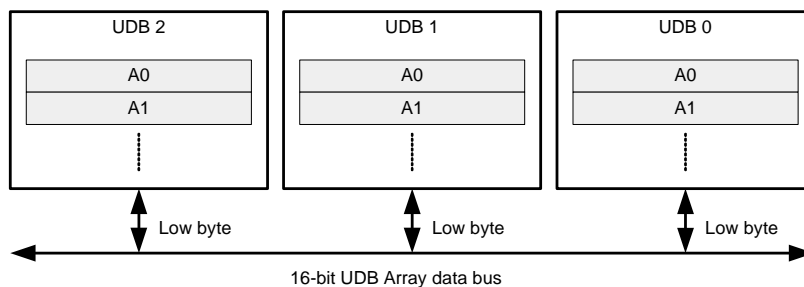 UDB 2
UDB 1
UDB 0
A0
A0
A0
A1
A1
A1
Low byte
Low byte
Low byte
16-bit UDB Array data bus